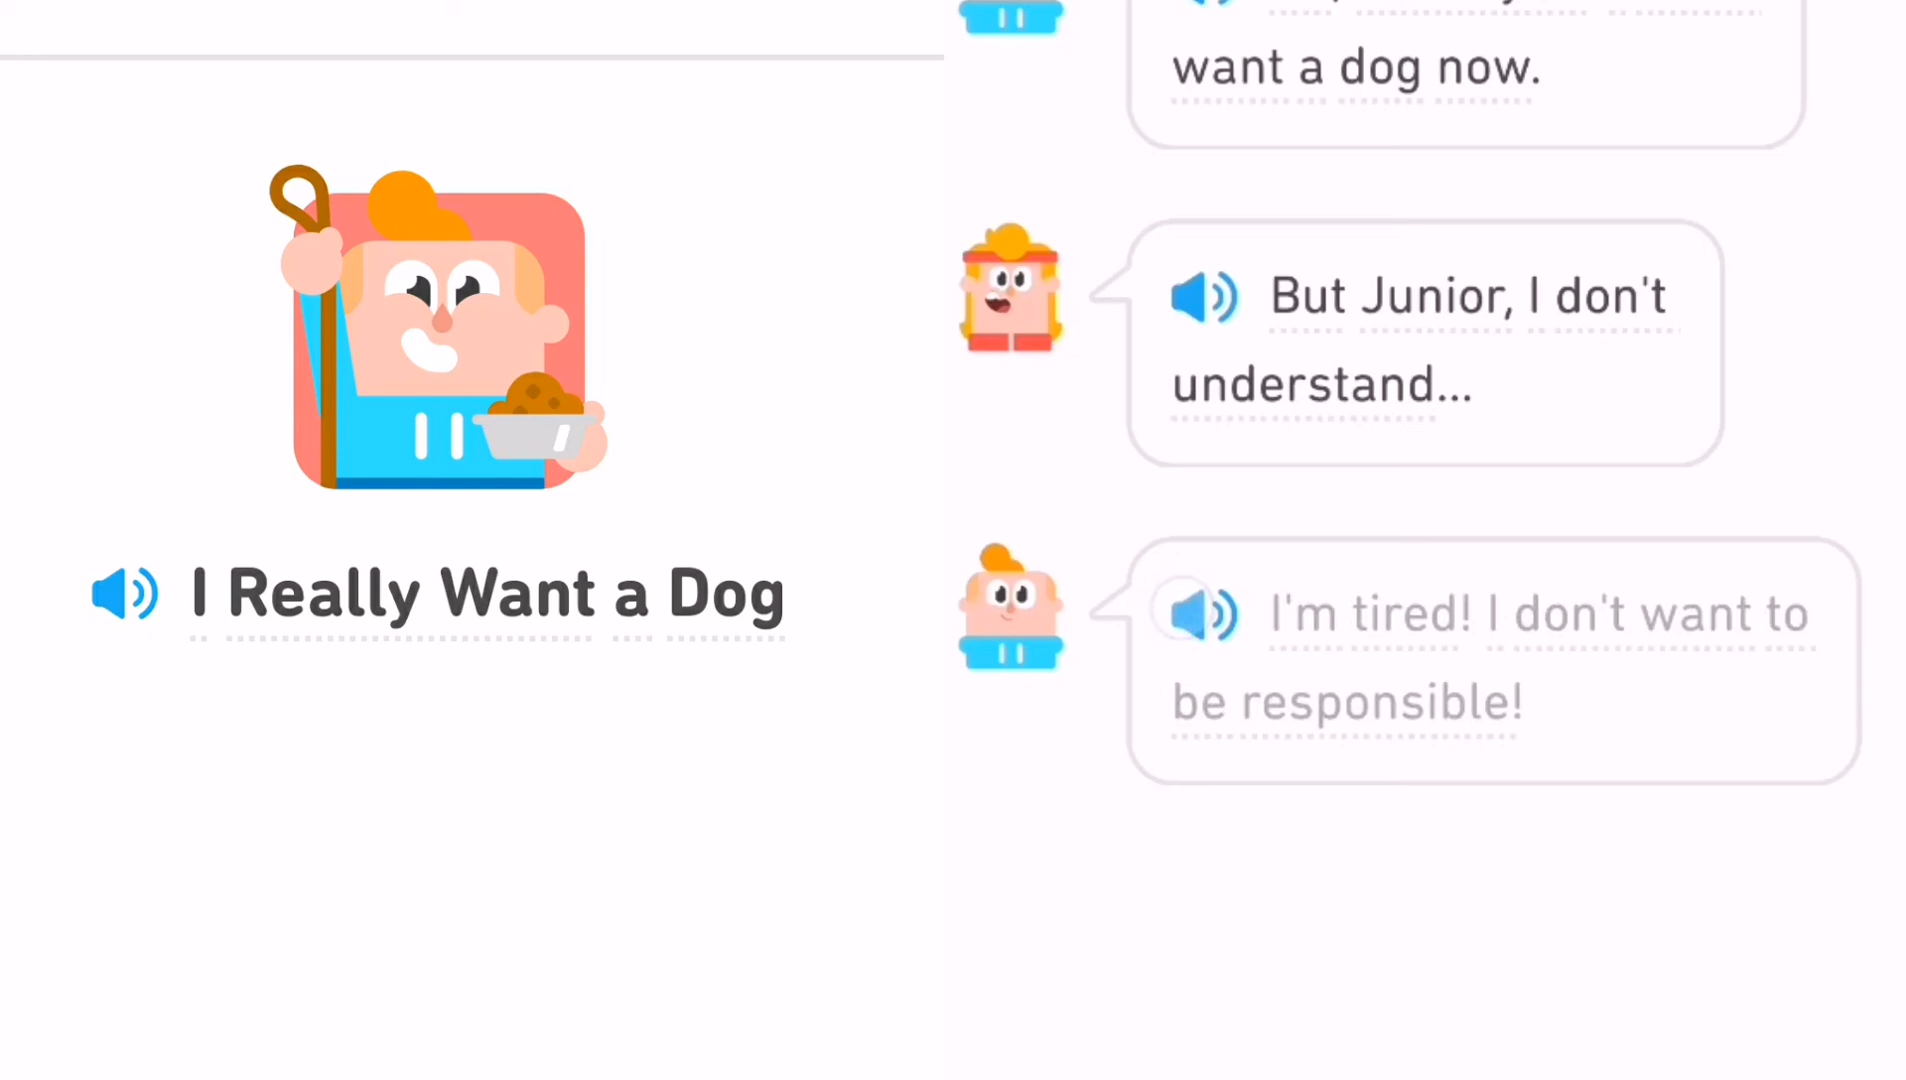 I Really Want a Dog
want a dog now.
But Junior, I don't
understand...
I'm tired! I don't want to
be responsible!